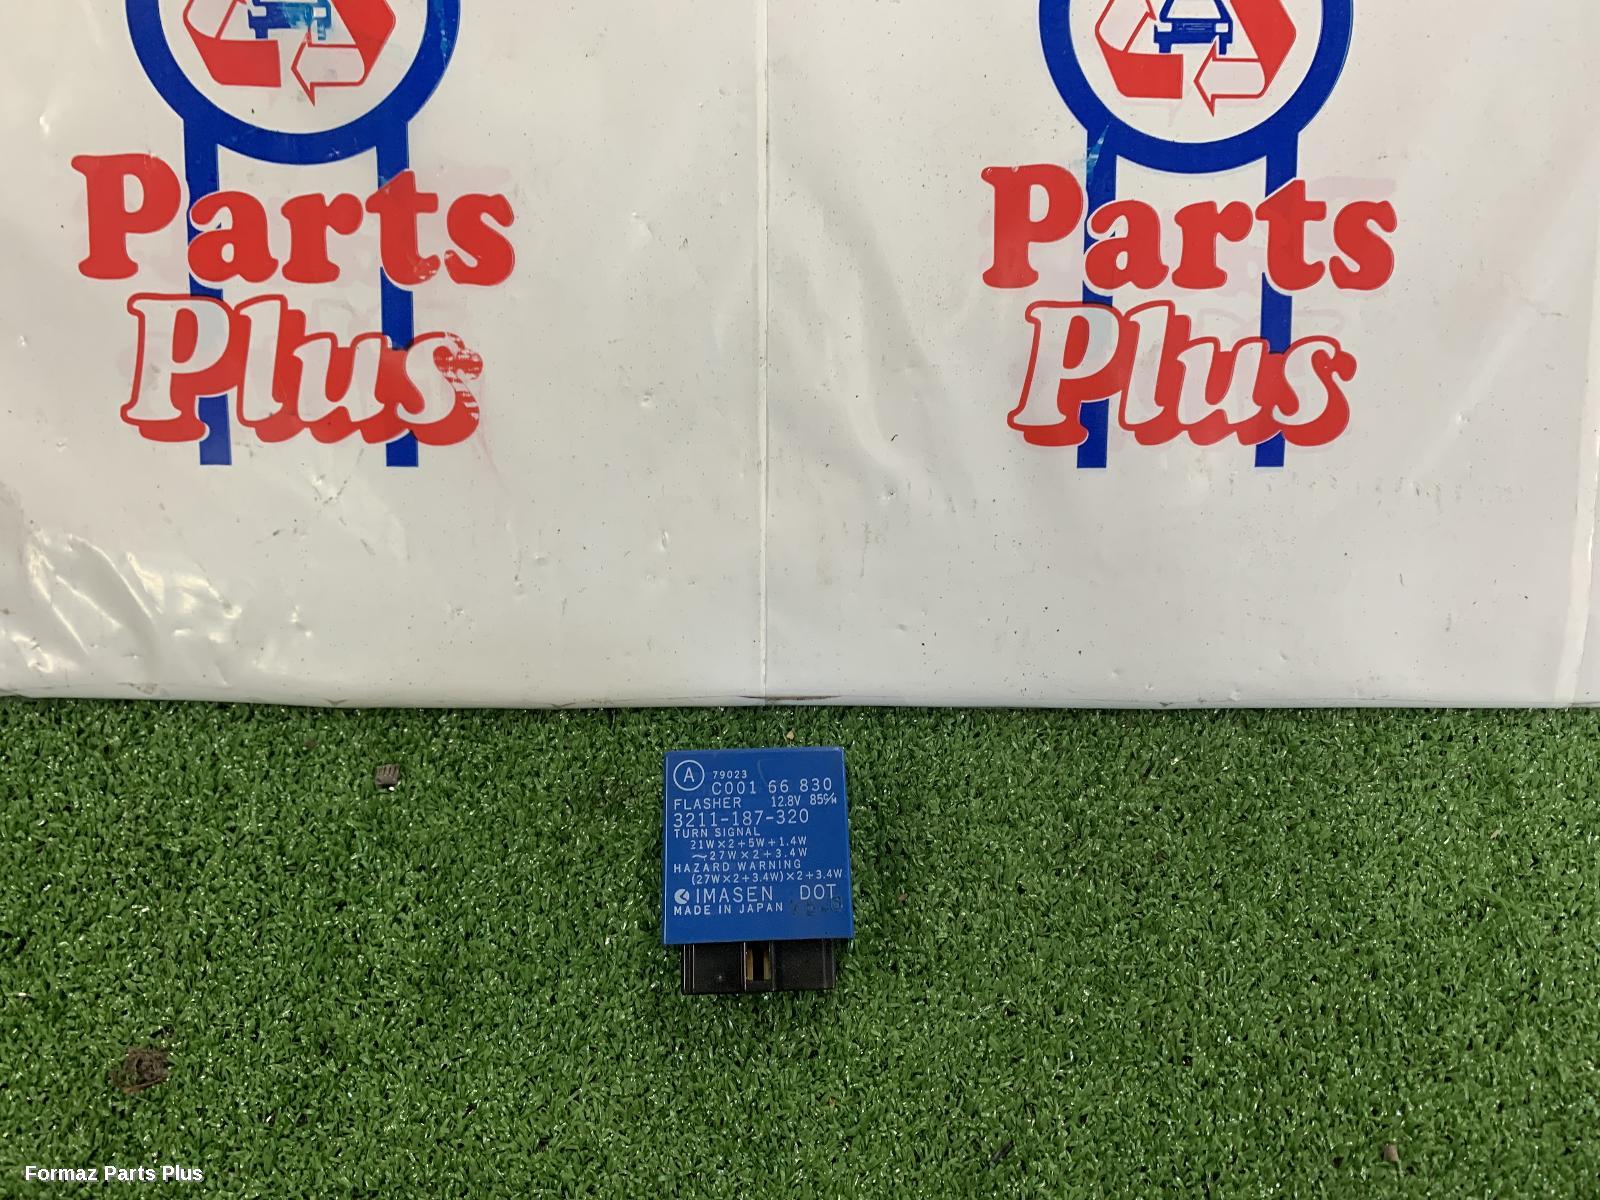 Parts
Plus
Parts
Plus
A
79023
C001 66 830
FLASHER 12.8V 85%
3211-187-320
TURN SIGNAL
21W×2+5W+1.4W
~27W×2+3.4W
HAZARD WARNING
(27W×2+3.4W)×2+3.4W
IMASEN DOT
MADE IN JAPAN
Formaz Parts Plus